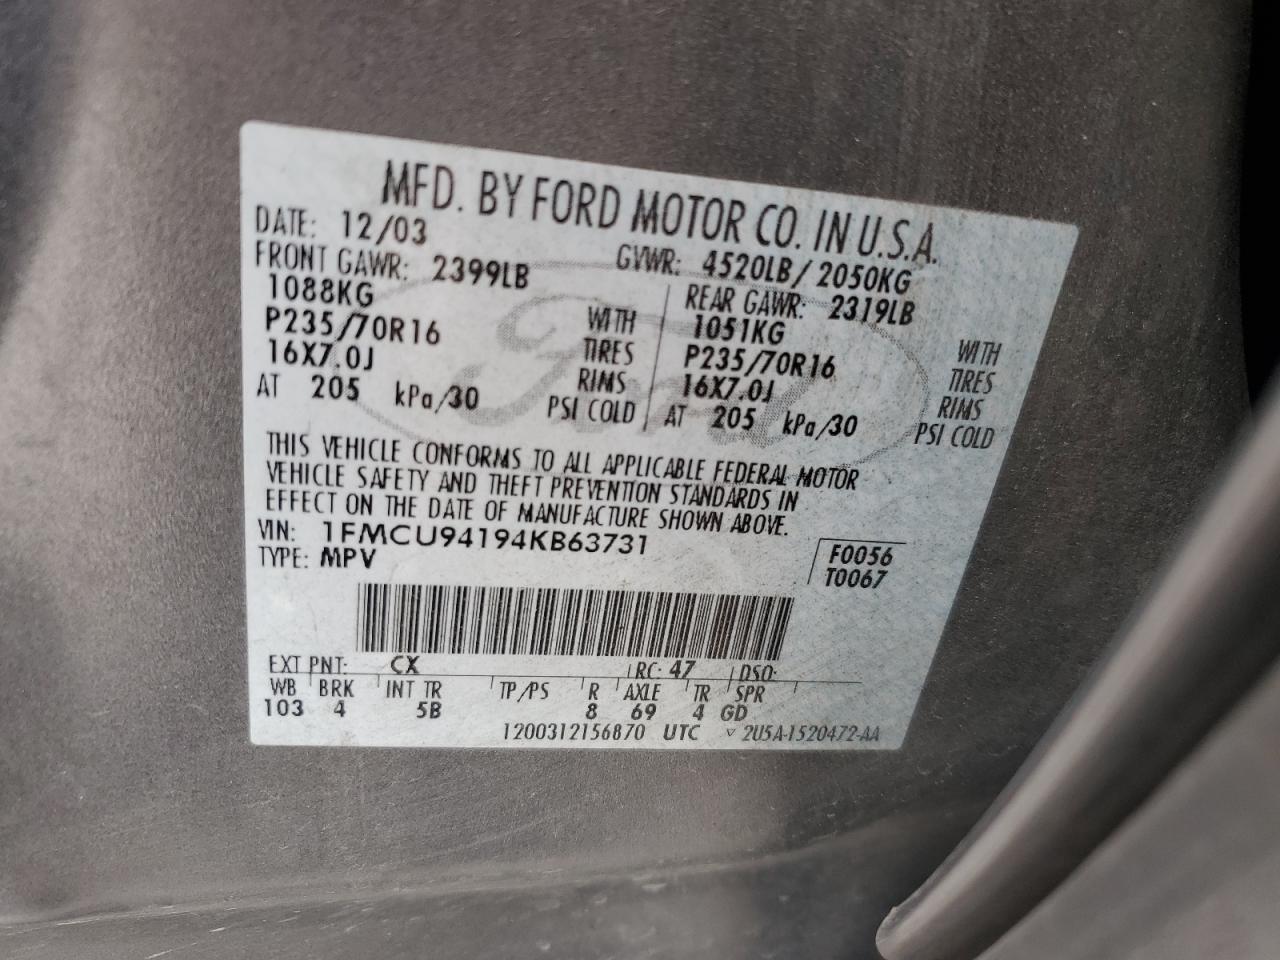 MFD. BY FORD MOTOR CO. IN U.S.A.
DATE: 12/03 GVWR: 4520LB/ 2050KG
FRONT GAWR: 2399LB REAR GAWR: 2319LB
1088KG WITH 1051KG WITH
P235/70R16 TIRES P235/70R16 TIRES
16X7.0J RIMS 16X7.0J RIMS
AT 205 kPa/30 PSI COLD AT 205 kPa/30 PSI COLD
Ford
THIS VEHICLE CONFORMS TO ALL APPLICABLE FEDERAL MOTOR
VEHICLE SAFETY AND THEFT PREVENTION STANDARDS IN
EFFECT ON THE DATE OF MANUFACTURE SHOWN ABOVE.
VIN: 1FMCU94194KB63731 F0056
TYPE: MPV T0067
EXT PNT: CX RC: 47 DSO:
WB BRK INT TR TP/PS R AXLE TR SPR
103 4 5B 8 69 4 GD
1200312156870 UTC ▽ 2U5A-1520472-AA